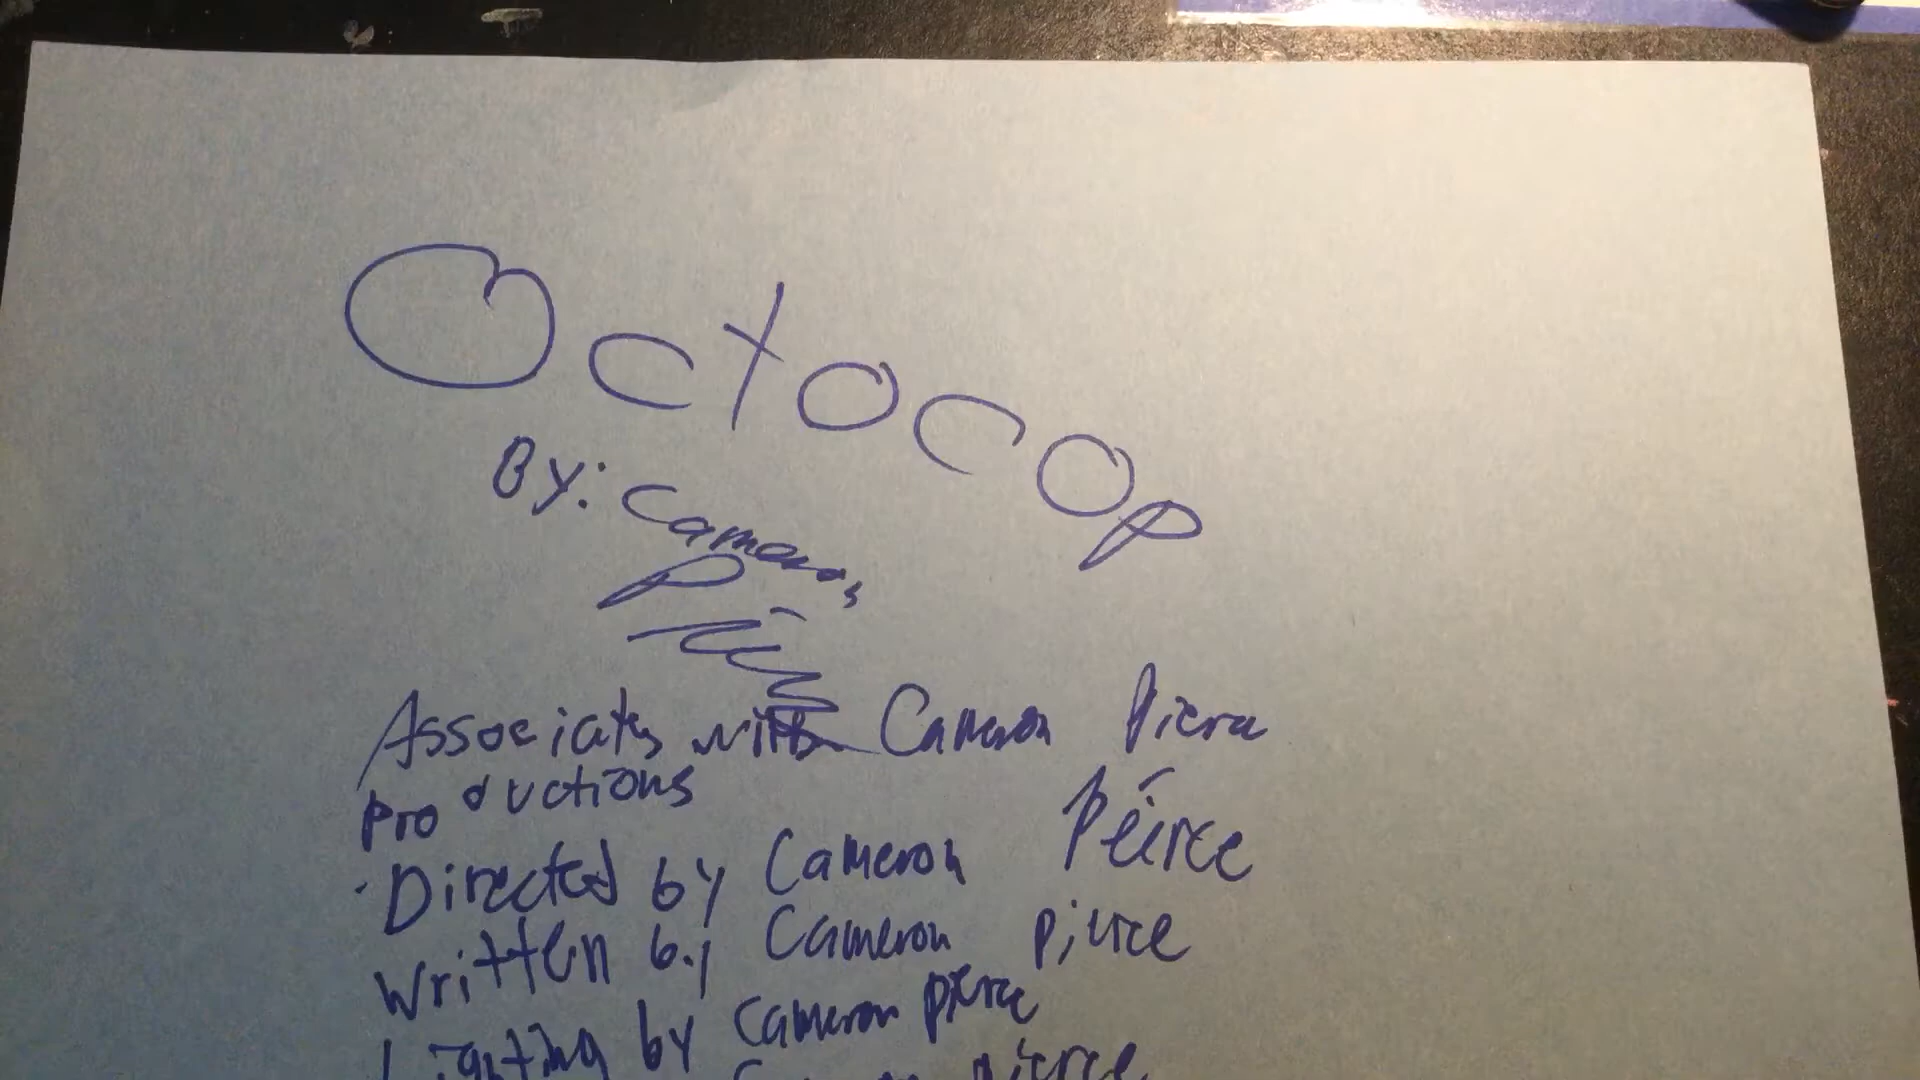 Octocop
By: Cameron
Associates with Cameron Pierce
productions
Directed by Cameron Peirce
Written by Cameron pierce
Lighting by Cameron pierce
pierce